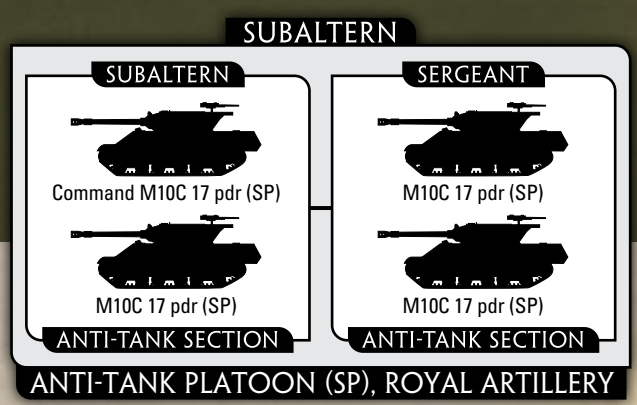 SUBALTERN
SUBALTERN
Command M10C 17 pdr (SP)
M10C 17 pdr (SP)
ANTI-TANK SECTION
SERGEANT
M10C 17 pdr (SP)
M10C 17 pdr (SP)
ANTI-TANK SECTION
ANTI-TANK PLATOON (SP), ROYAL ARTILLERY